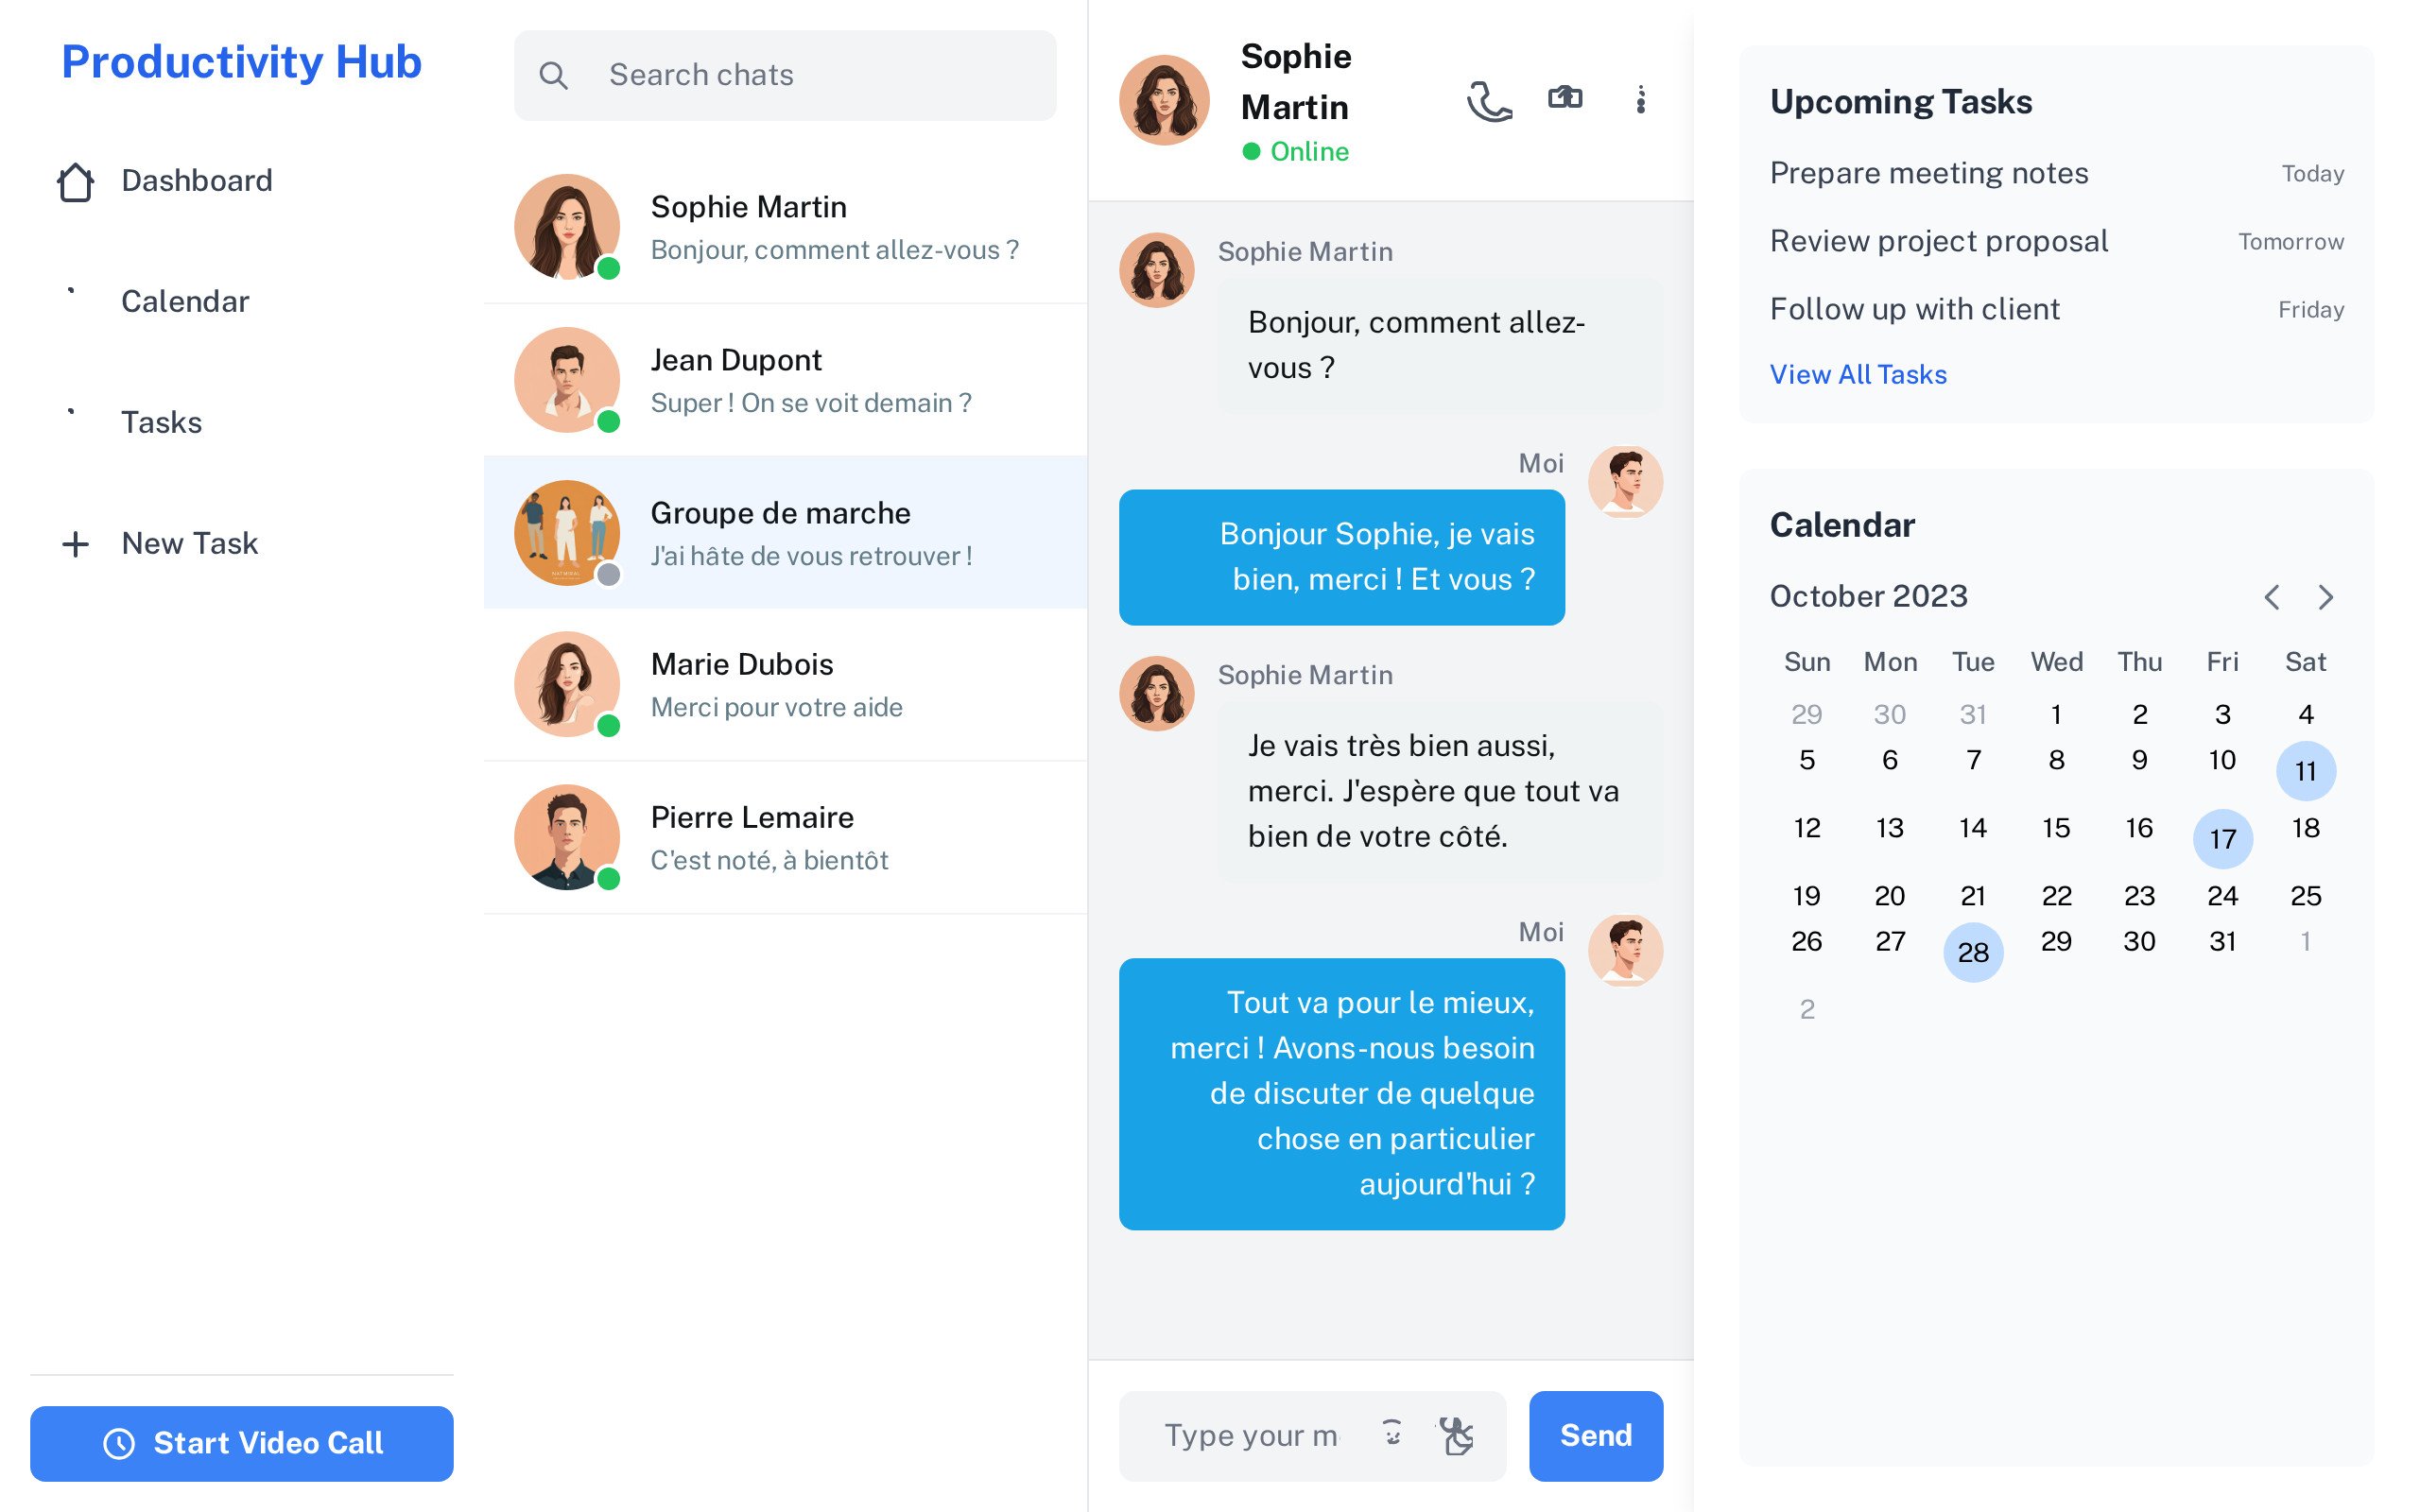 Productivity Hub
Dashboard
Calendar
Tasks
New Task
Start Video Call
Search chats
Sophie Martin
Bonjour, comment allez-vous ?
Jean Dupont
Super ! On se voit demain ?
Groupe de marche
J'ai hâte de vous retrouver !
Marie Dubois
Merci pour votre aide
Pierre Lemaire
C'est noté, à bientôt
Sophie
Martin
Online
Sophie Martin
Bonjour, comment allez-
vous ?
Moi
Bonjour Sophie, je vais
bien, merci ! Et vous ?
Sophie Martin
Je vais très bien aussi,
merci. J'espère que tout va
bien de votre côté.
Moi
Tout va pour le mieux,
merci ! Avons-nous besoin
de discuter de quelque
chose en particulier
aujourd'hui ?
Type your m
Send
Upcoming Tasks
Prepare meeting notes Today
Review project proposal Tomorrow
Follow up with client Friday
View All Tasks
Calendar
October 2023
Sun Mon Tue Wed Thu Fri Sat
29 30 31 1 2 3 4
5 6 7 8 9 10 11
12 13 14 15 16 17 18
19 20 21 22 23 24 25
26 27 28 29 30 31 1
2